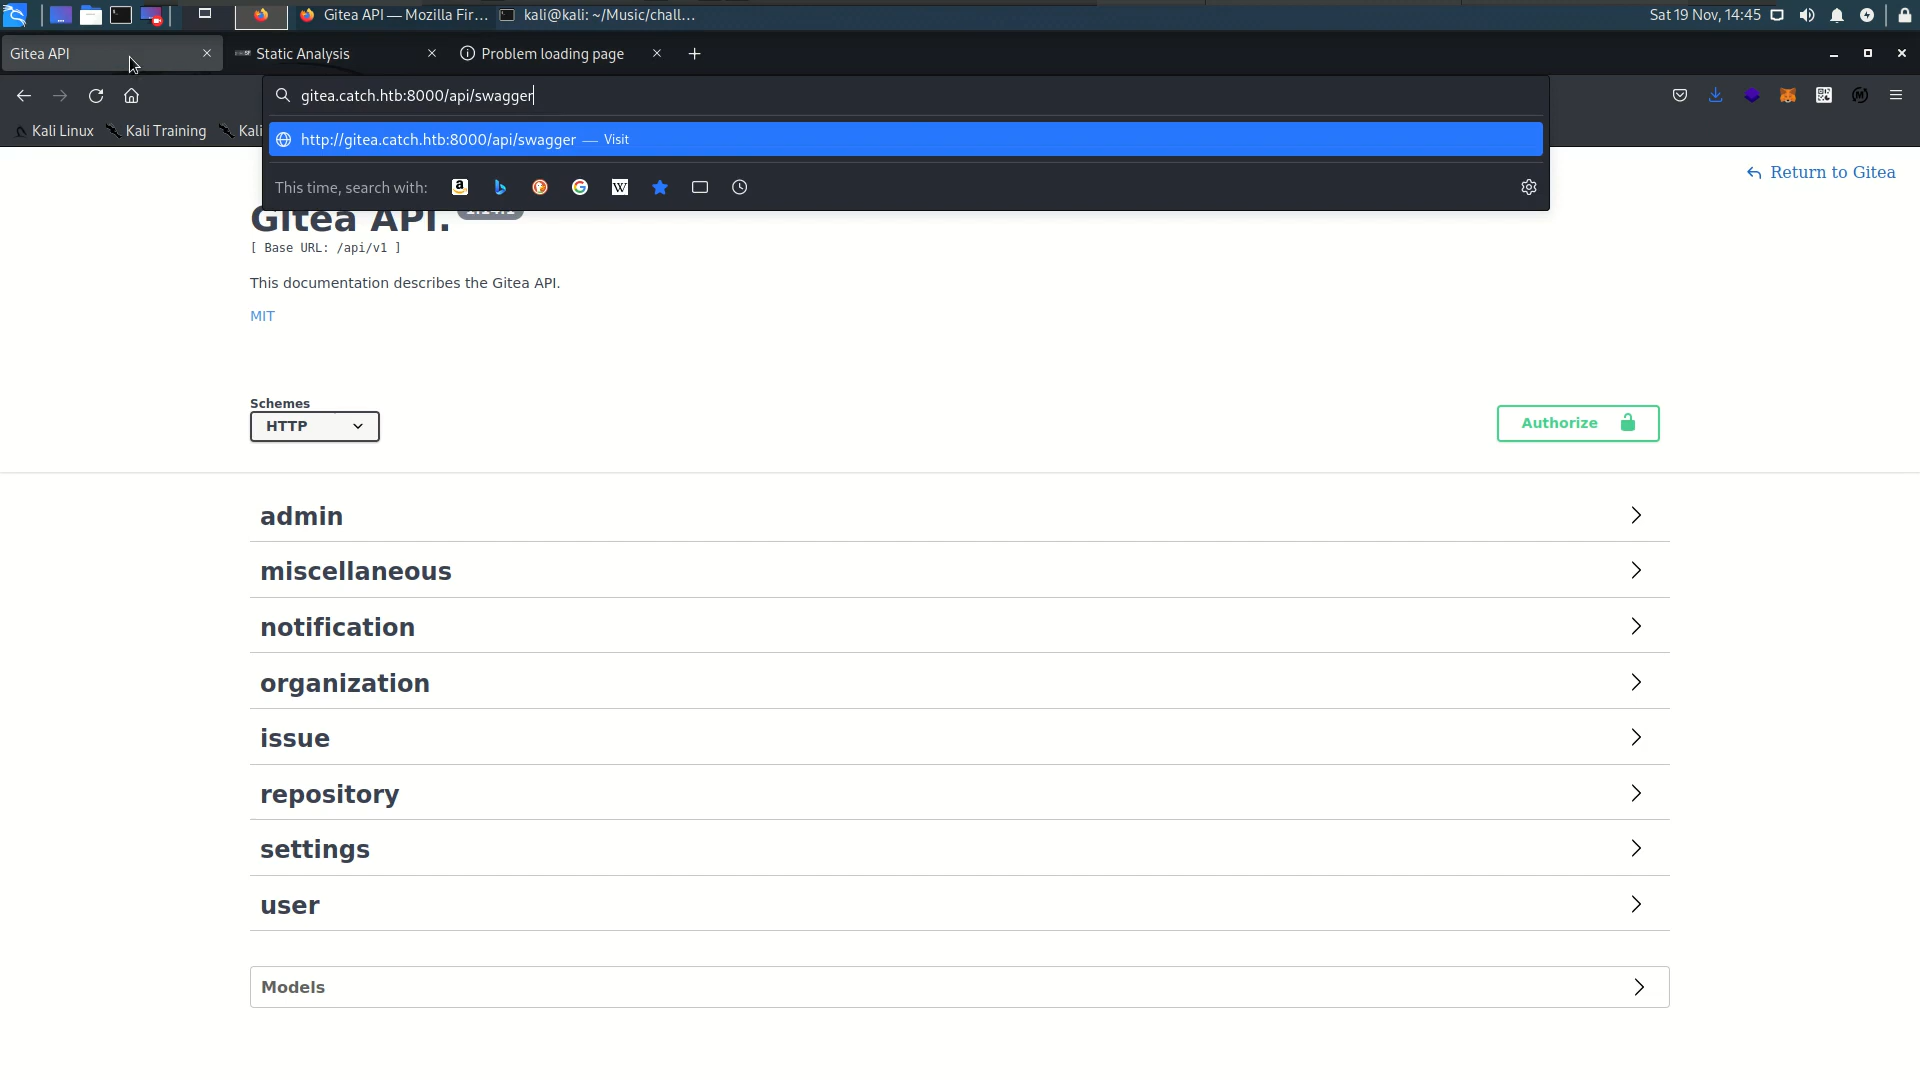 Gitea API — Mozilla Fir...
kali@kali: ~/Music/chall...
Sat 19 Nov, 14:45
Gitea API
Static Analysis
Problem loading page
gitea.catch.htb:8000/api/swagger
Kali Linux
Kali Training
Kali
http://gitea.catch.htb:8000/api/swagger — Visit
This time, search with:
Return to Gitea
Gitea API.
[ Base URL: /api/v1 ]
This documentation describes the Gitea API.
MIT
Schemes
HTTP
Authorize
admin
miscellaneous
notification
organization
issue
repository
settings
user
Models